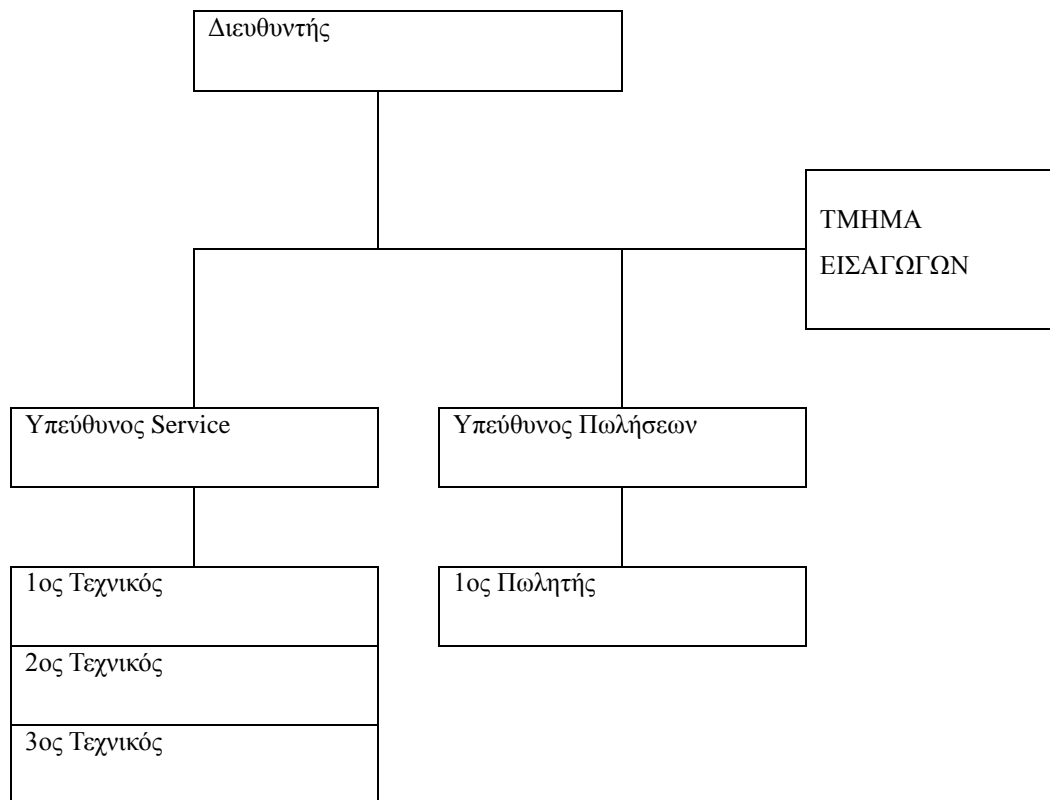 Διευθυντής
ΤΜΗΜΑ
ΕΙΣΑΓΩΓΩΝ
Υπεύθυνος Service
Υπεύθυνος Πωλήσεων
1ος Τεχνικός
1ος Πωλητής
2ος Τεχνικός
3ος Τεχνικός